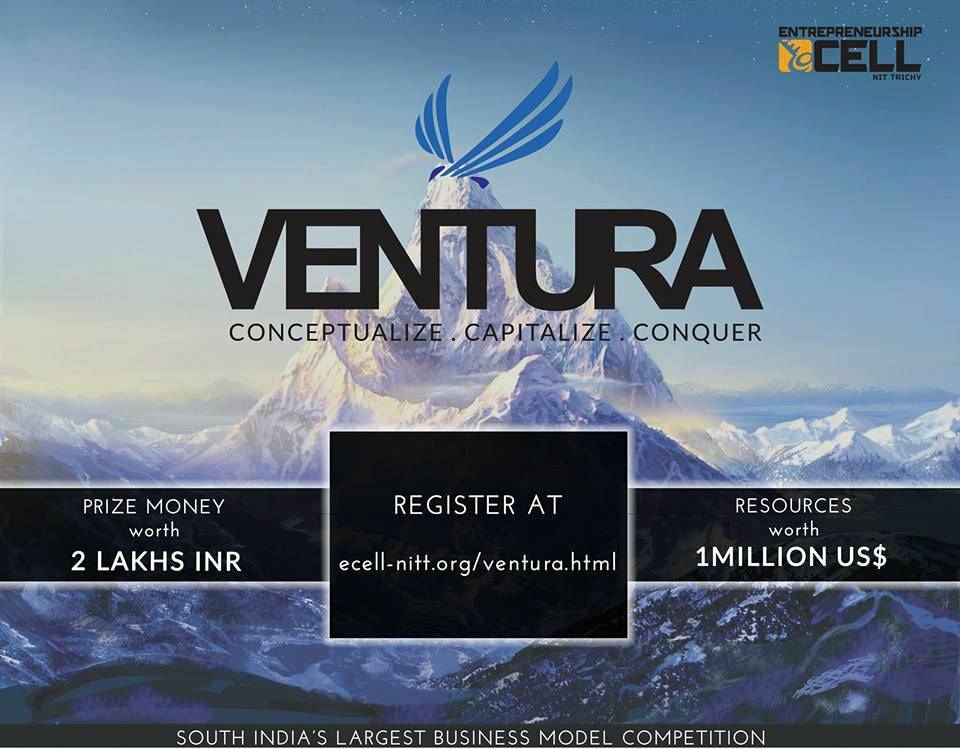 ENTREPRENEURSHIP
CELL
NIT TRICHY
VENTURA
CONCEPTUALIZE . CAPITALIZE . CONQUER
PRIZE MONEY
worth
2 LAKHS INR
REGISTER AT
ecell-nitt.org/ventura.html
RESOURCES
worth
1MILLION US$
SOUTH INDIA'S LARGEST BUSINESS MODEL COMPETITION